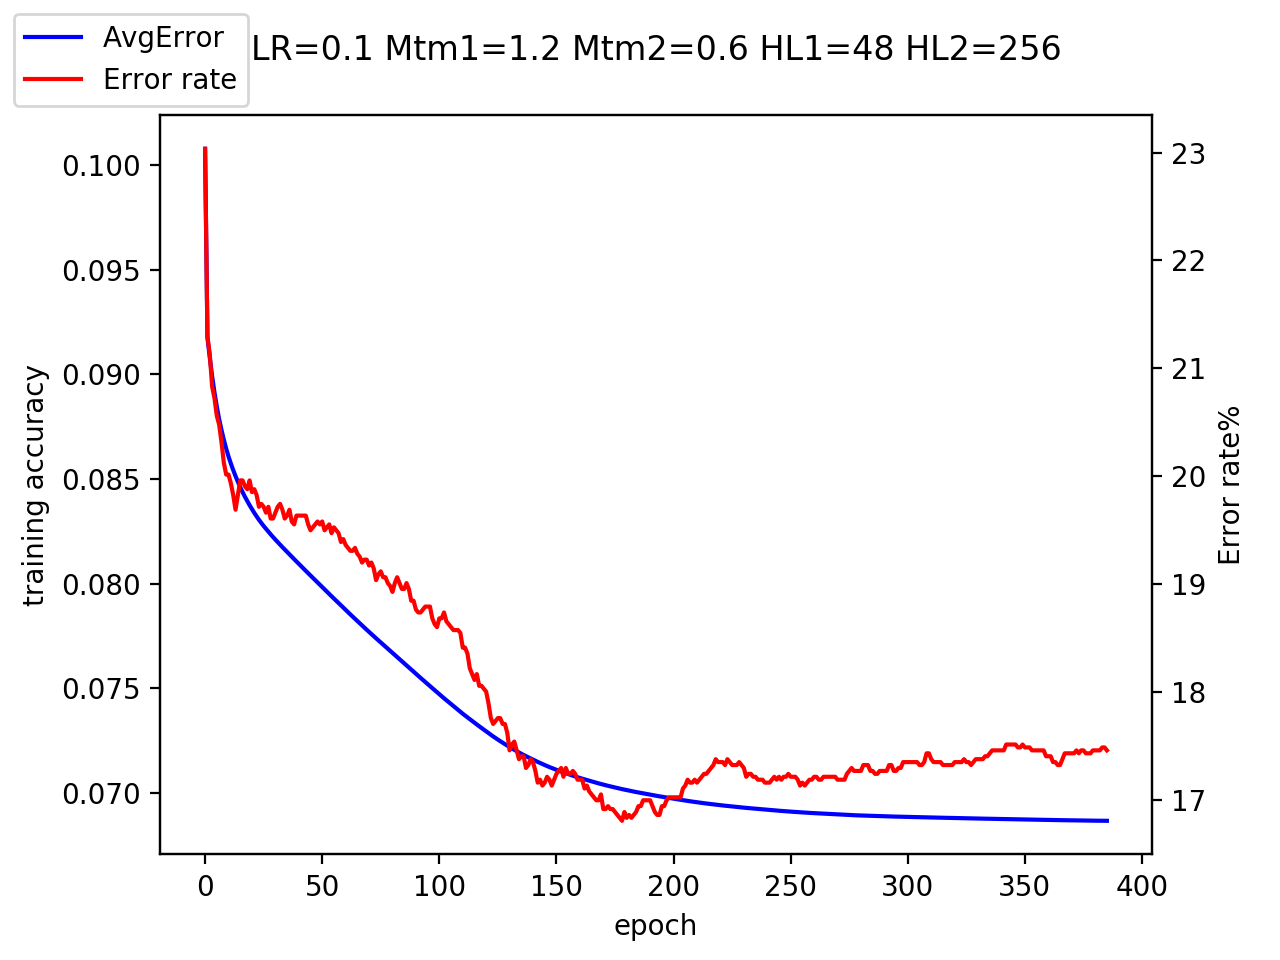 AvgError
Error rate
LR=0.1 Mtm1=1.2 Mtm2=0.6 HL1=48 HL2=256
training accuracy
0.100
0.095
0.090
0.085
0.080
0.075
0.070
23
22
21
20
19
18
17
Error rate%
0 50 100 150 200 250 300 350 400
epoch